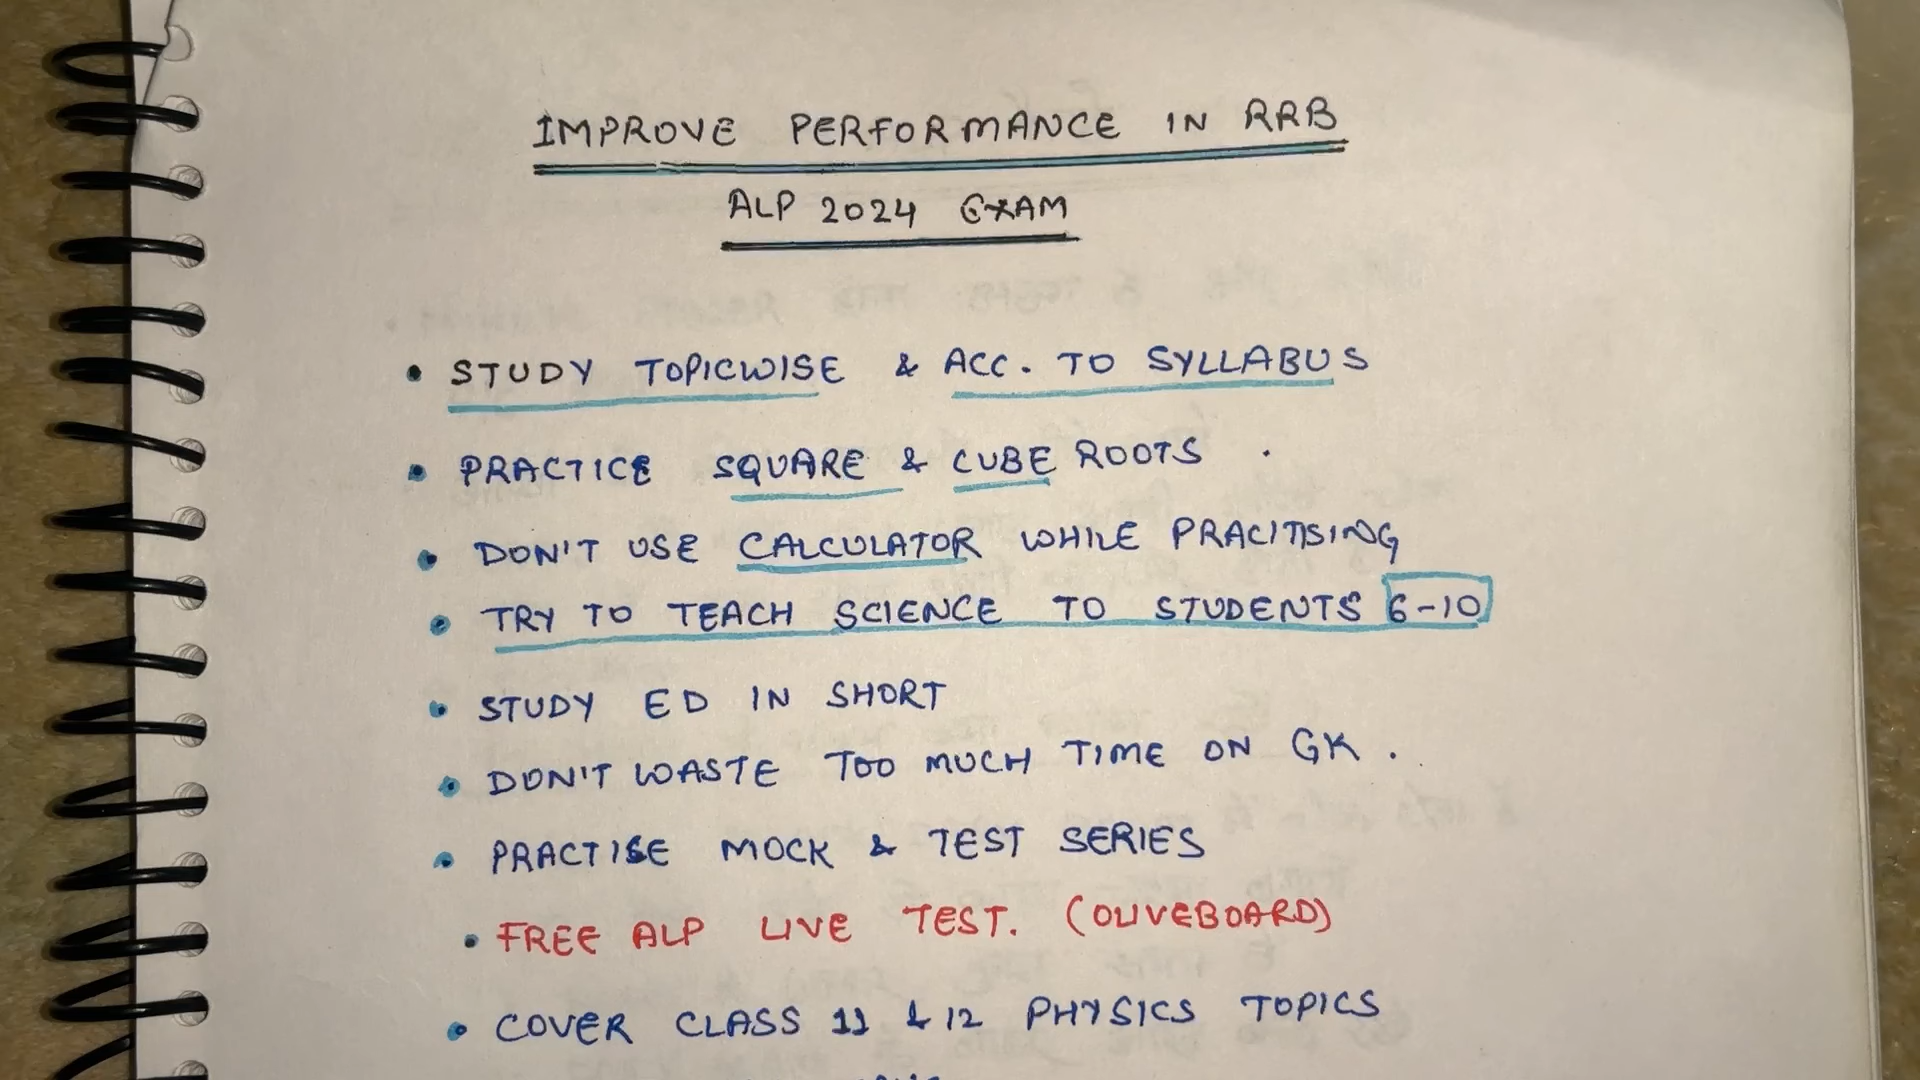 IMPROVE PERFORMANCE IN RRB
ALP 2024 EXAM
• STUDY TOPICWISE & ACC. TO SYLLABUS
• PRACTICE SQUARE & CUBE ROOTS .
• DON'T USE CALCULATOR WHILE PRACITISING
• TRY TO TEACH SCIENCE TO STUDENTS 6-10
• STUDY ED IN SHORT
• DON'T WASTE TOO MUCH TIME ON GK .
• PRACTISE MOCK & TEST SERIES
• FREE ALP LIVE TEST. (OLIVEBOARD)
• COVER CLASS 11 & 12 PHYSICS TOPICS